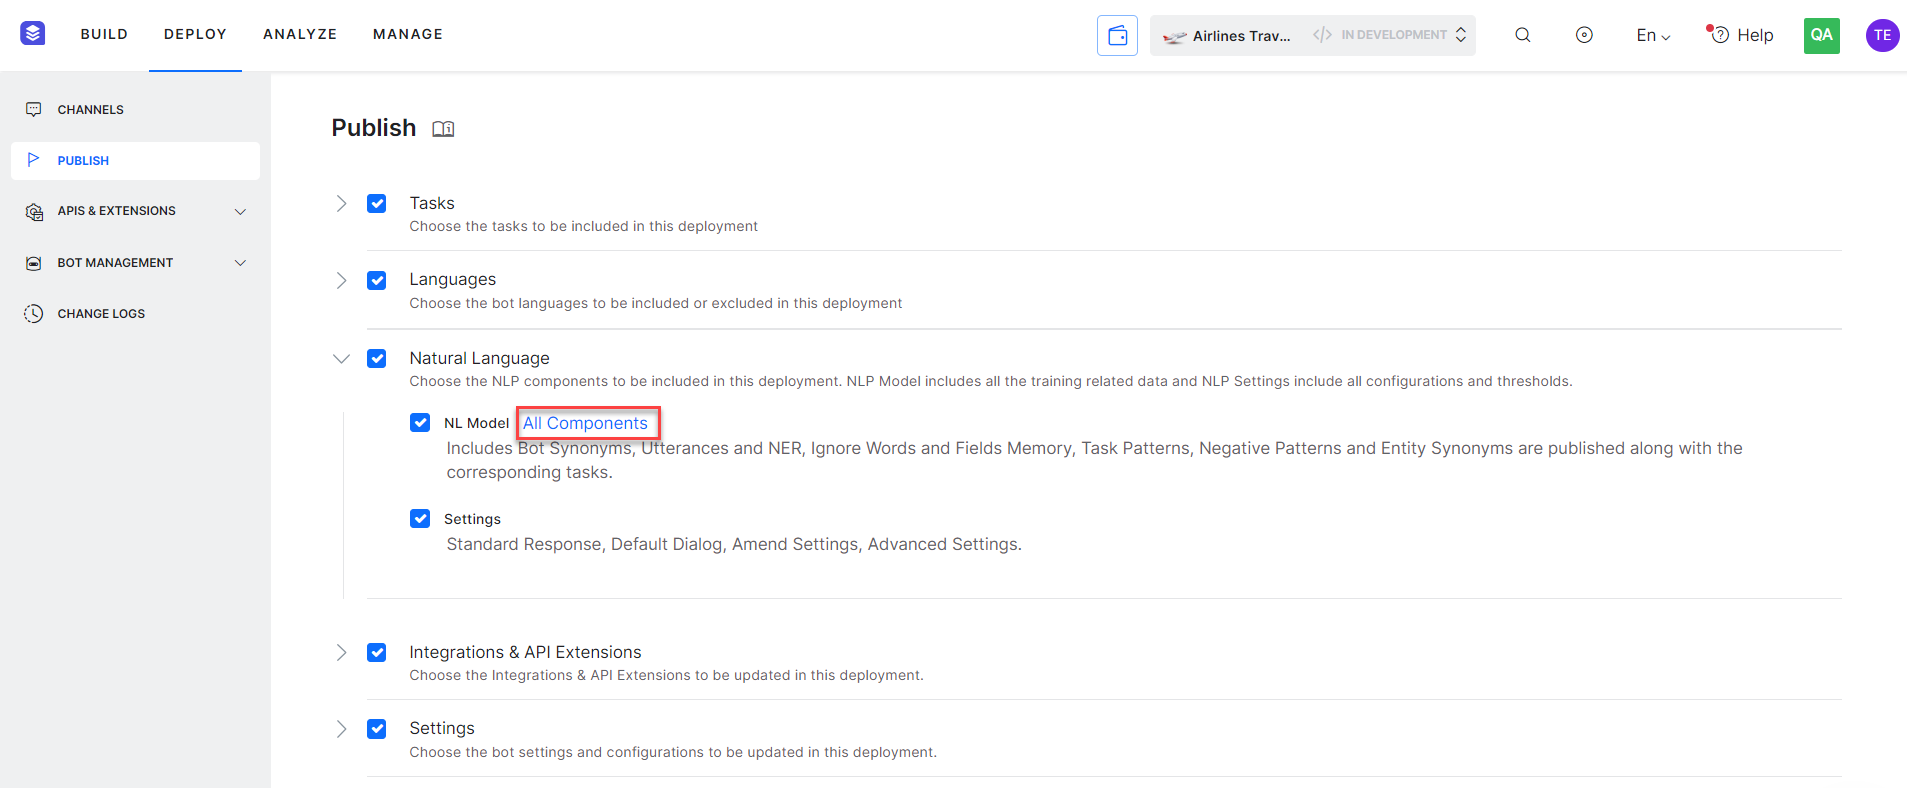 BUILD DEPLOY ANALYZE MANAGE Airlines Trav... </> IN DEVELOPMENT En Help QA TE
CHANNELS
PUBLISH
APIS & EXTENSIONS
BOT MANAGEMENT
CHANGE LOGS
Publish
Tasks
Choose the tasks to be included in this deployment
Languages
Choose the bot languages to be included or excluded in this deployment
Natural Language
Choose the NLP components to be included in this deployment. NLP Model includes all the training related data and NLP Settings include all configurations and thresholds.
NL Model All Components
Includes Bot Synonyms, Utterances and NER, Ignore Words and Fields Memory, Task Patterns, Negative Patterns and Entity Synonyms are published along with the
corresponding tasks.
Settings
Standard Response, Default Dialog, Amend Settings, Advanced Settings.
Integrations & API Extensions
Choose the Integrations & API Extensions to be updated in this deployment.
Settings
Choose the bot settings and configurations to be updated in this deployment.